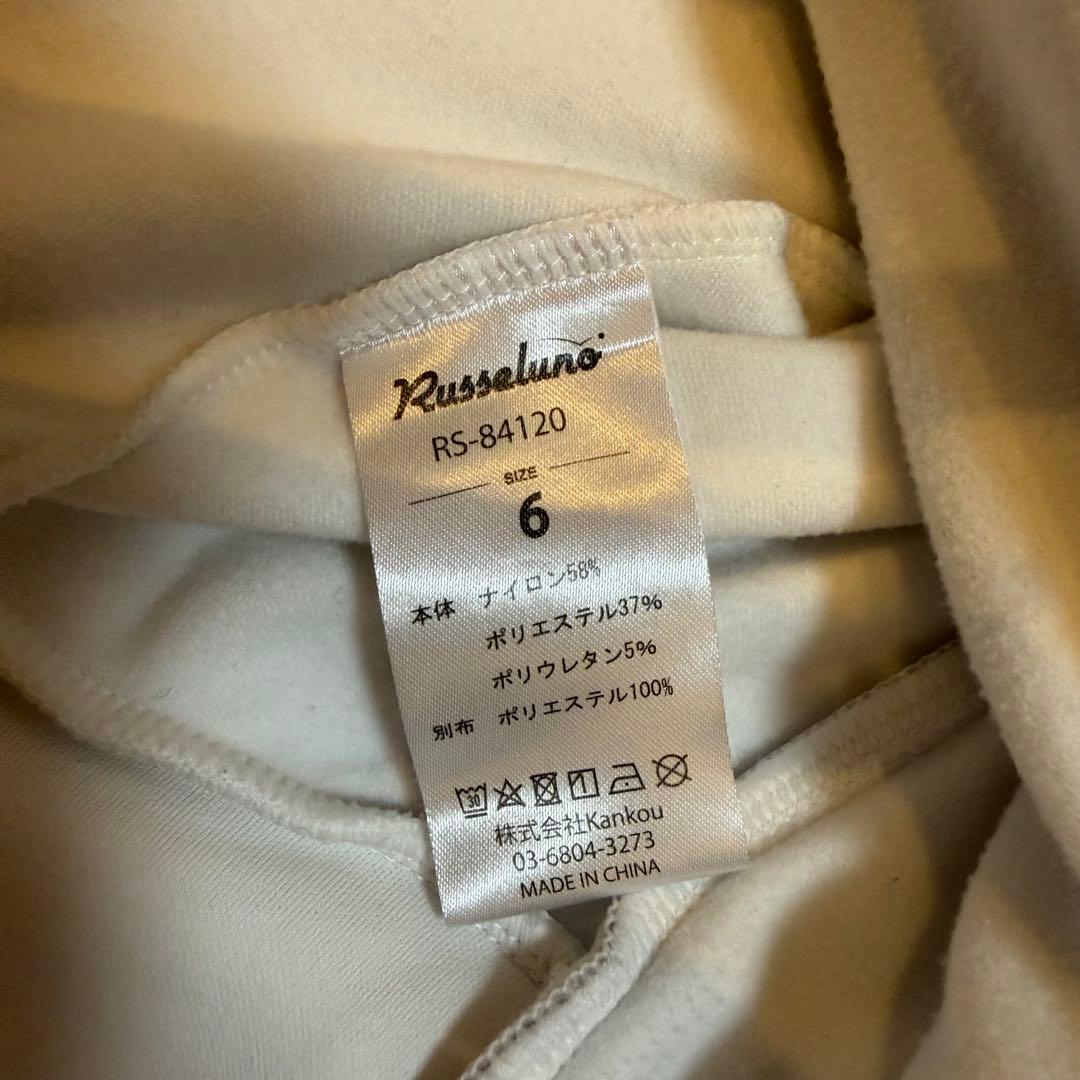 Russeluno
RS-84120
SIZE
6
本体 ナイロン58%
ポリエステル37%
ポリウレタン5%
別布 ポリエステル100%
30
株式会社Kankou
03-6804-3273
MADE IN CHINA